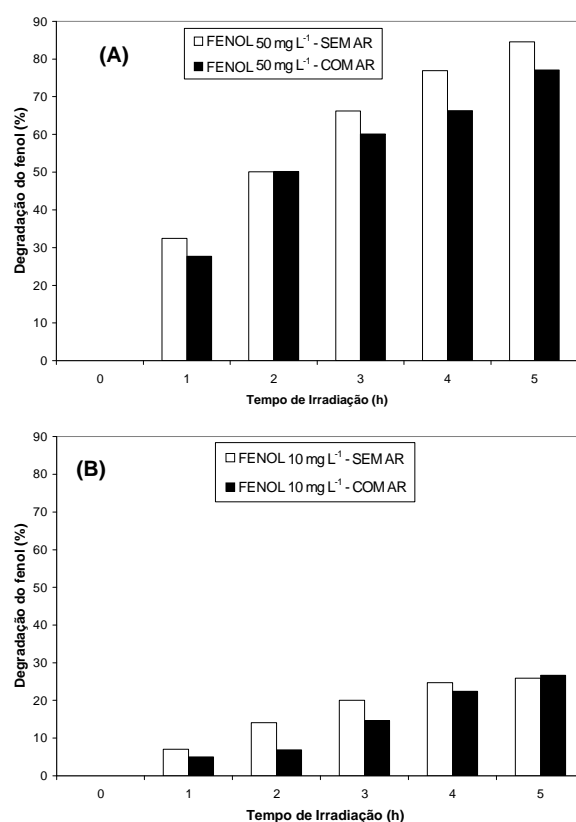 (A)
FENOL 50 mg L⁻¹ - SEM AR
FENOL 50 mg L⁻¹ - COM AR
Degradação do fenol (%)
90
80
70
60
50
40
30
20
10
0
0 1 2 3 4 5
Tempo de Irradiação (h)
(B)
FENOL 10 mg L⁻¹ - SEM AR
FENOL 10 mg L⁻¹ - COM AR
Degradação do fenol (%)
90
80
70
60
50
40
30
20
10
0
0 1 2 3 4 5
Tempo de Irradiação (h)